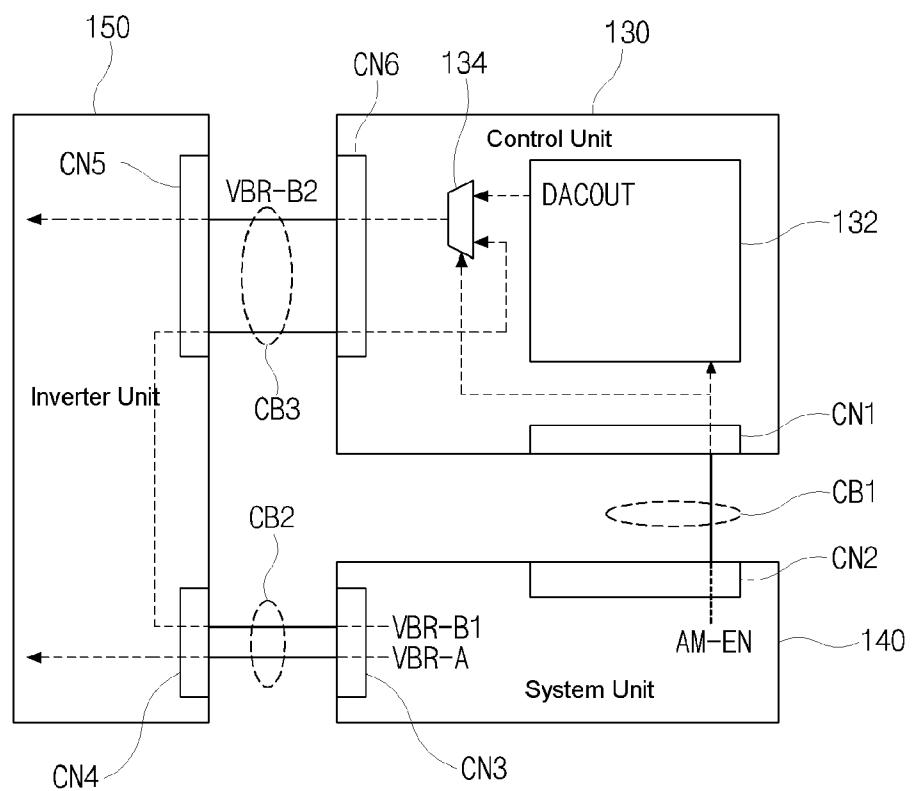 150
130
134
CN6
Control Unit
CN5
VBR-B2
DACOUT
132
Inverter Unit
CB3
CN1
CB1
CB2
CN2
VBR-B1
VBR-A
AM-EN
140
System Unit
CN4
CN3